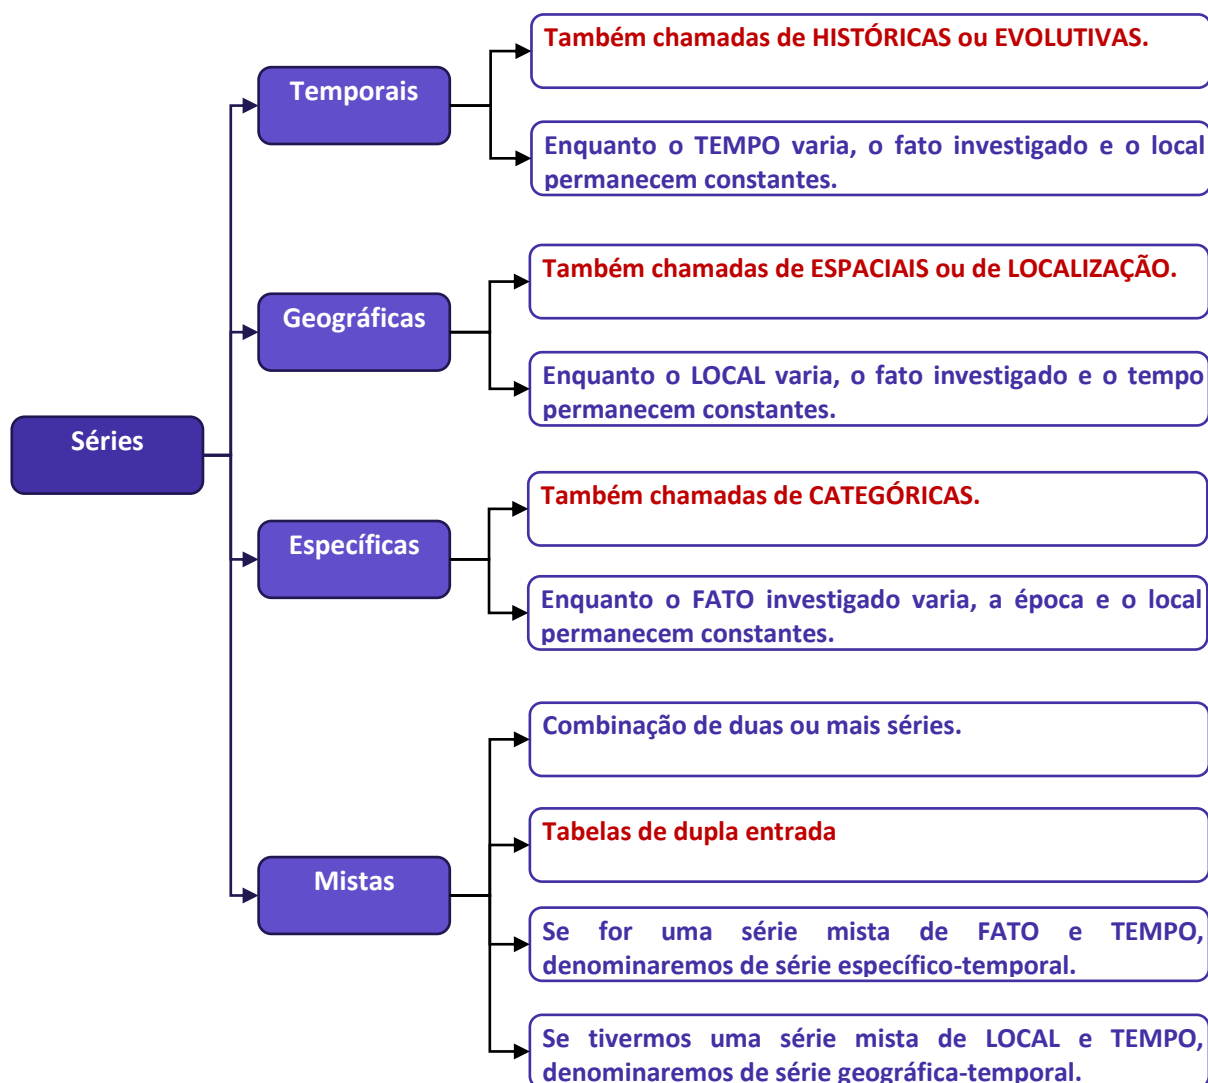 Séries
Temporais
Também chamadas de HISTÓRICAS ou EVOLUTIVAS.
Enquanto o TEMPO varia, o fato investigado e o local
permanecem constantes.
Geográficas
Também chamadas de ESPACIAIS ou de LOCALIZAÇÃO.
Enquanto o LOCAL varia, o fato investigado e o tempo
permanecem constantes.
Específicas
Também chamadas de CATEGÓRICAS.
Enquanto o FATO investigado varia, a época e o local
permanecem constantes.
Mistas
Combinação de duas ou mais séries.
Tabelas de dupla entrada
Se for uma série mista de FATO e TEMPO,
denominaremos de série específico-temporal.
Se tivermos uma série mista de LOCAL e TEMPO,
denominaremos de série geográfica-temporal.